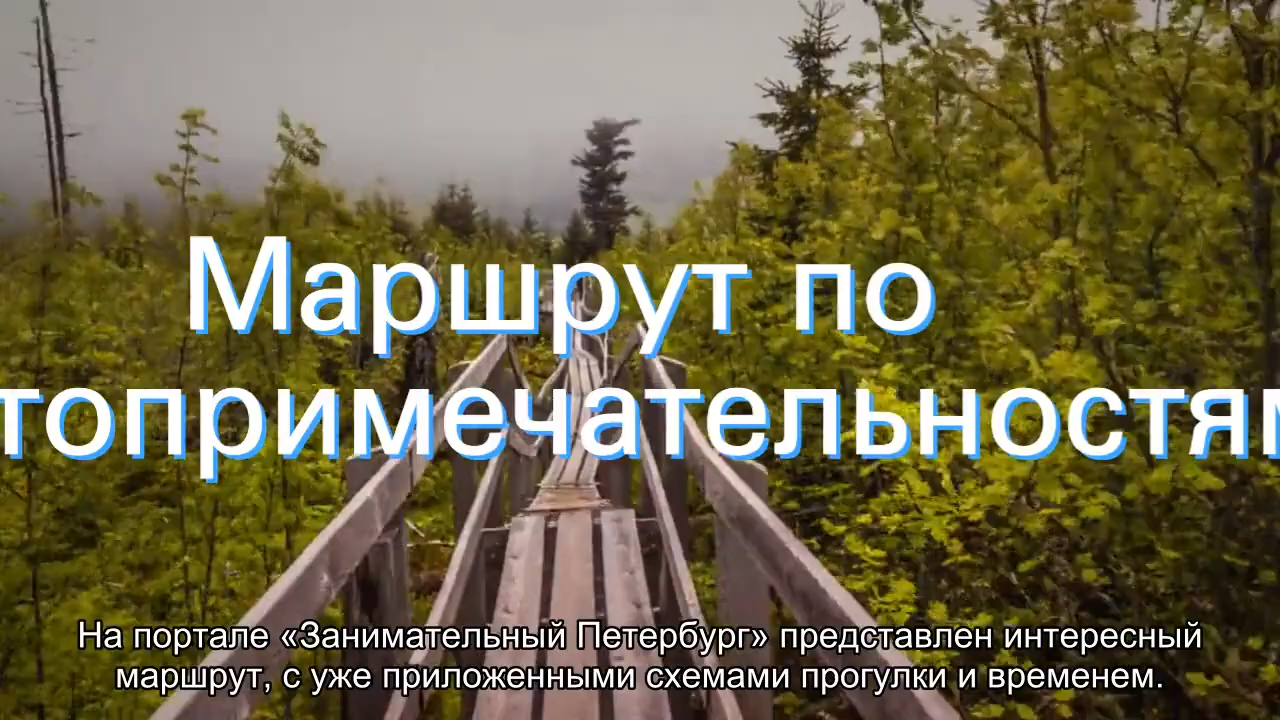 Маршрут по
топримечательностям
На портале «Занимательный Петербург» представлен интересный
маршрут, с уже приложенными схемами прогулки и временем.